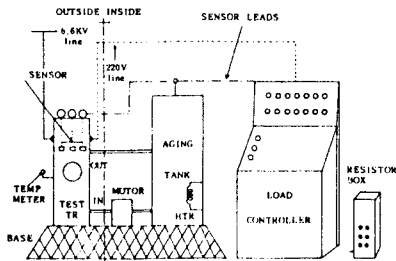 OUTSIDE INSIDE
SENSOR LEADS
6.6KV
line
220V
line
SENSOR
OUT
AGING
TANK
TEMP
METER
TEST
TR
IN
MOTOR
HTR
BASE
LOAD
CONTROLLER
RESISTOR
BOX